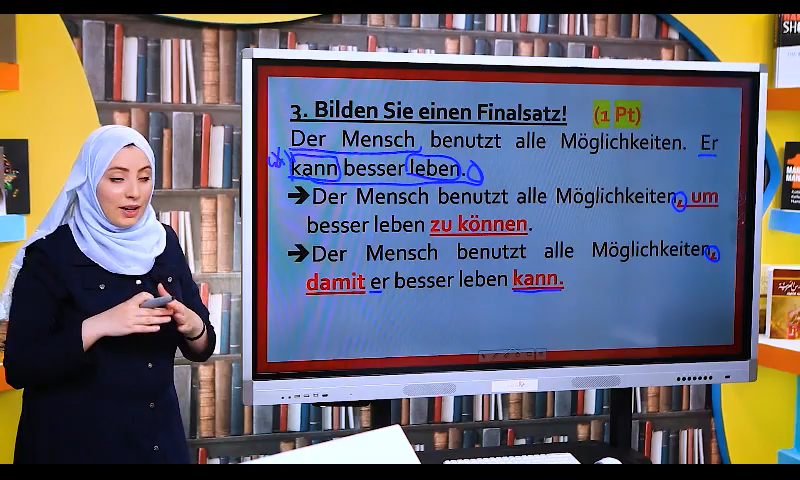 3. Bilden Sie einen Finalsatz! (1 Pt)
Der Mensch benutzt alle Möglichkeiten. Er
kann besser leben.
➔Der Mensch benutzt alle Möglichkeiten, um
besser leben zu können.
➔Der Mensch benutzt alle Möglichkeiten,
damit er besser leben kann.